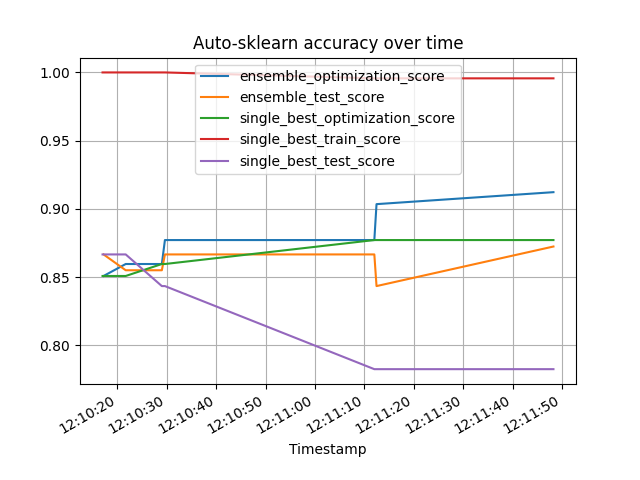 Auto-sklearn accuracy over time
1.00
0.95
0.90
0.85
0.80
ensemble_optimization_score
ensemble_test_score
single_best_optimization_score
single_best_train_score
single_best_test_score
12:10:20
12:10:30
12:10:40
12:10:50
12:11:00
12:11:10
12:11:20
12:11:30
12:11:40
12:11:50
Timestamp